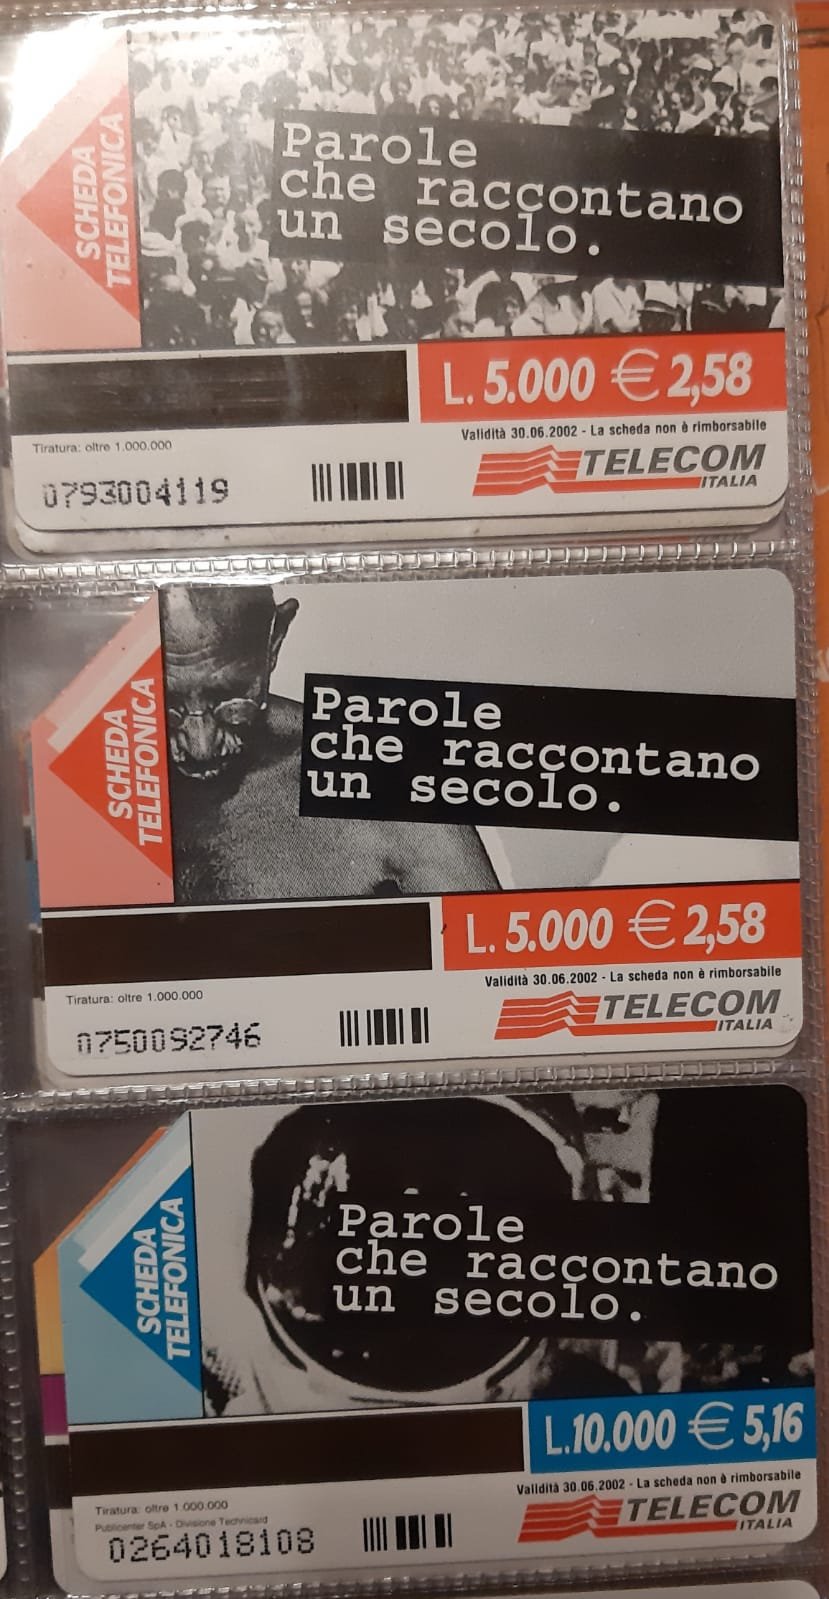 SCHEDA
TELEFONICA
Parole
che raccontano
un secolo.
L. 5.000 € 2,58
Validità 30.06.2002 - La scheda non è rimborsabile
Tiratura: oltre 1.000.000
0793004119
TELECOM
ITALIA
SCHEDA
TELEFONICA
Parole
che raccontano
un secolo.
L. 5.000 € 2,58
Validità 30.06.2002 - La scheda non è rimborsabile
Tiratura: oltre 1.000.000
0750092746
TELECOM
ITALIA
SCHEDA
TELEFONICA
Parole
che raccontano
un secolo.
L.10.000 € 5,16
Validità 30.06.2002 - La scheda non è rimborsabile
Tiratura: oltre 1.000.000
Publicenter SpA - Divisione Technicard
0264018108
TELECOM
ITALIA